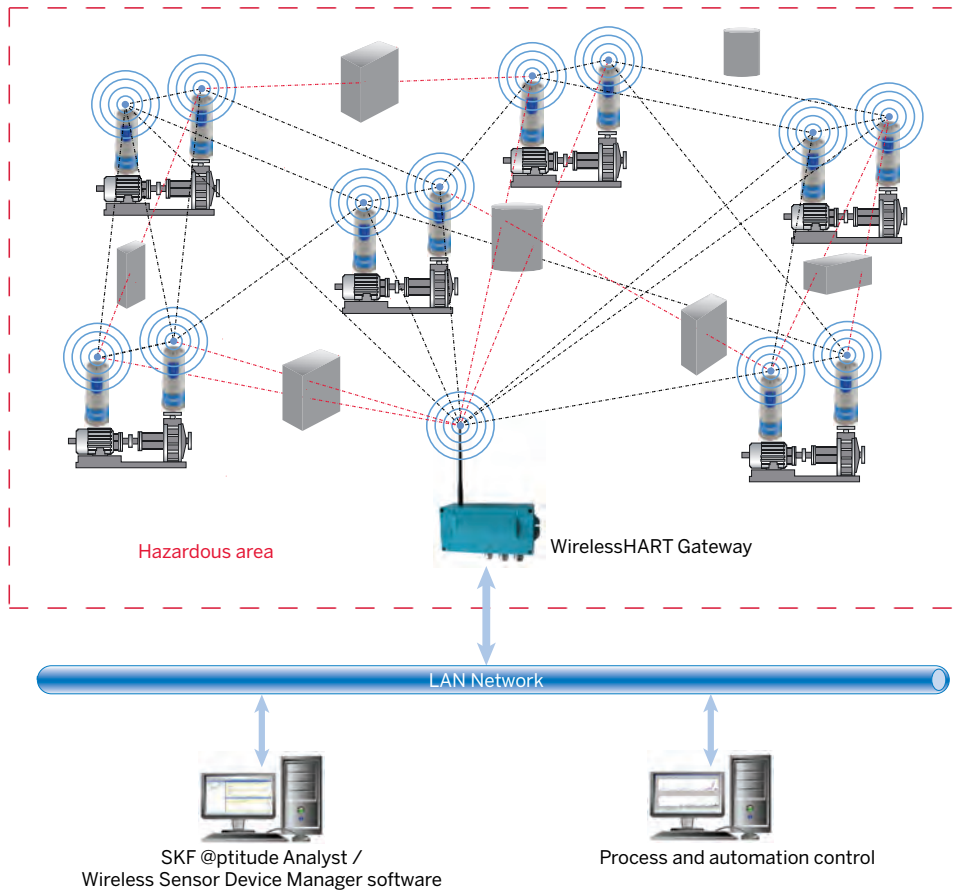 Hazardous area
WirelessHART Gateway
LAN Network
SKF @ptitude Analyst /
Wireless Sensor Device Manager software
Process and automation control